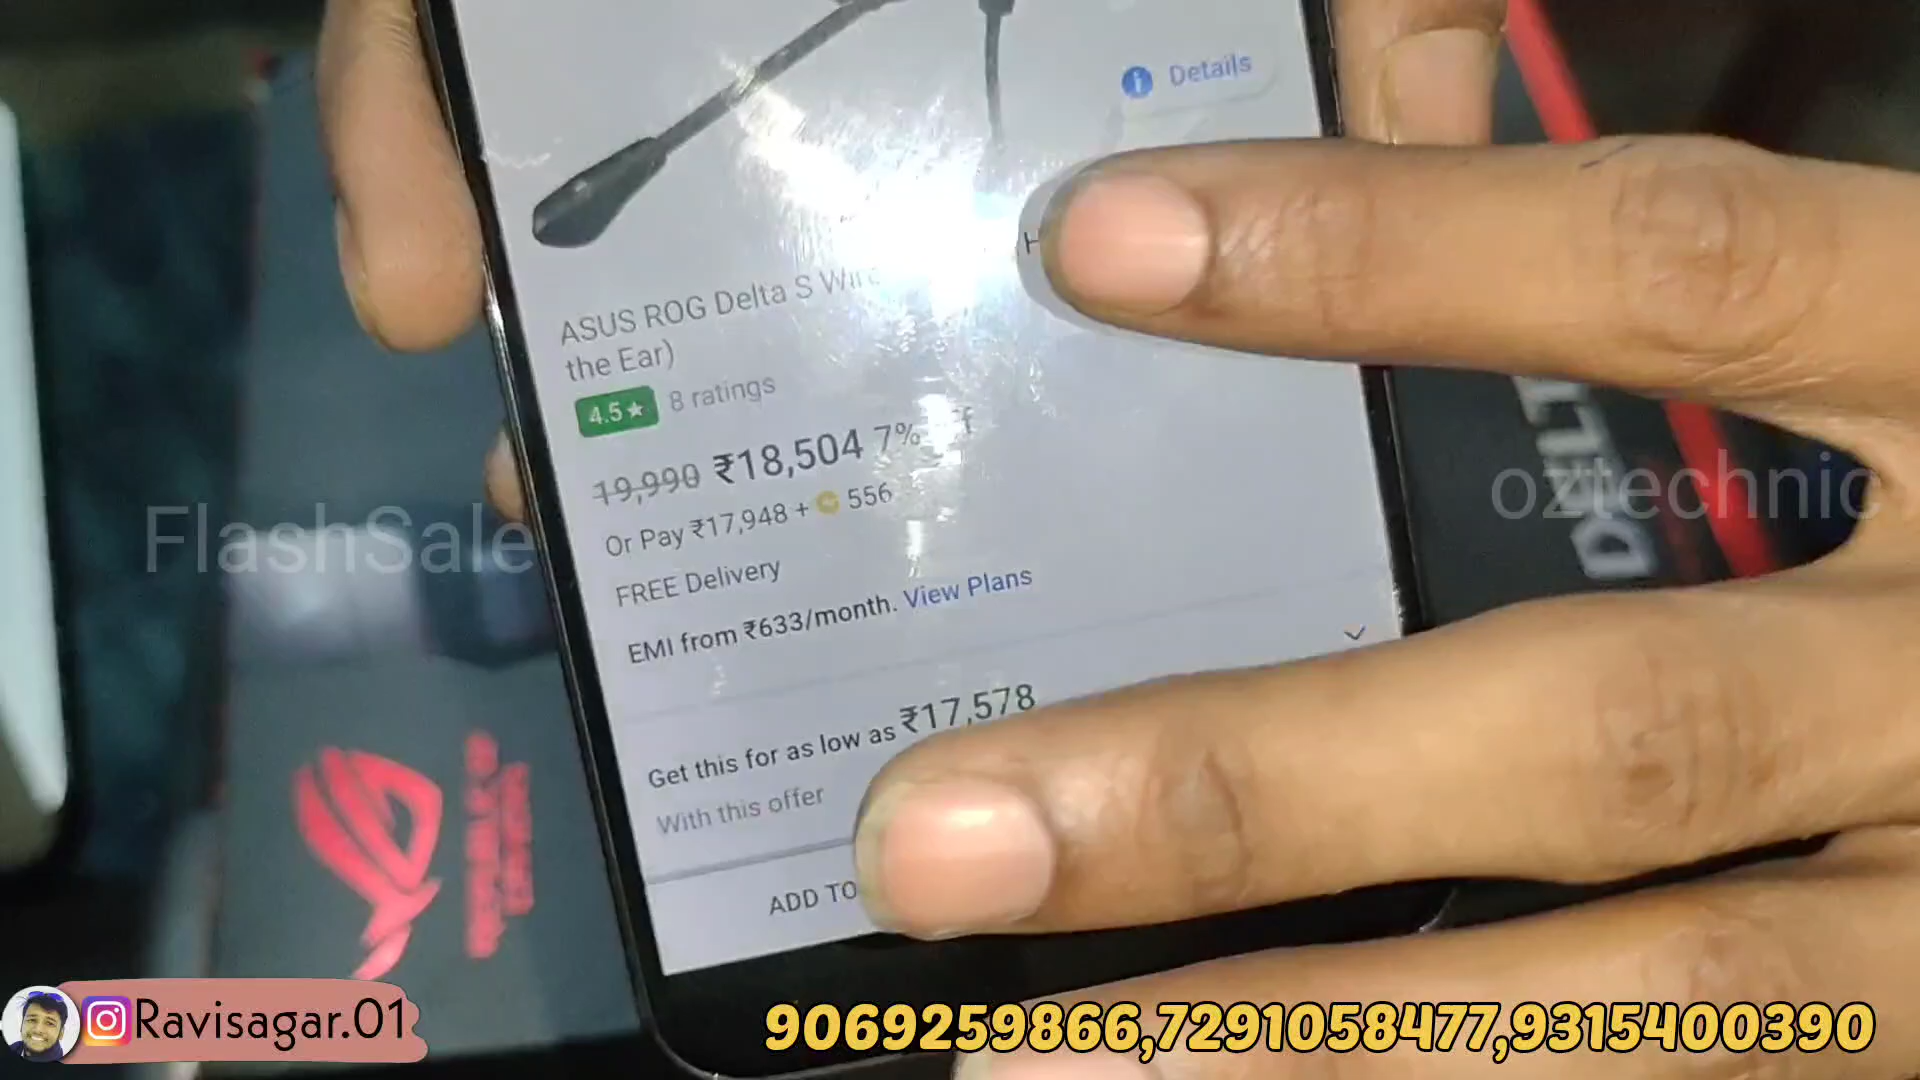 Details
ASUS ROG Delta S
the Ear)
4.5★ 8 ratings
19,990 ₹18,504 7%
Or Pay ₹17,948 + 556
FREE Delivery
EMI from ₹633/month. View Plans
Get this for as low as ₹17,578
With this offer
ADD TO
FlashSale
oztechnic
DELTA
Ravisagar.01
9069259866,7291058477,9315400390